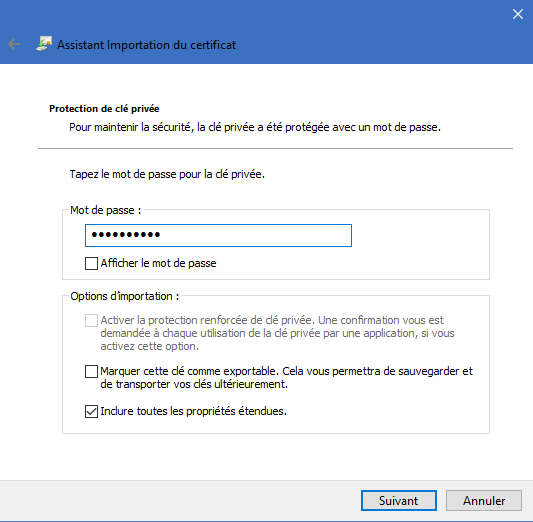 Assistant Importation du certificat
Protection de clé privée
Pour maintenir la sécurité, la clé privée a été protégée avec un mot de passe.
Tapez le mot de passe pour la clé privée.
Mot de passe :
••••••••••
Afficher le mot de passe
Options d'importation :
Activer la protection renforcée de clé privée. Une confirmation vous est
demandée à chaque utilisation de la clé privée par une application, si vous
activez cette option.
Marquer cette clé comme exportable. Cela vous permettra de sauvegarder et
de transporter vos clés ultérieurement.
Inclure toutes les propriétés étendues.
Suivant
Annuler